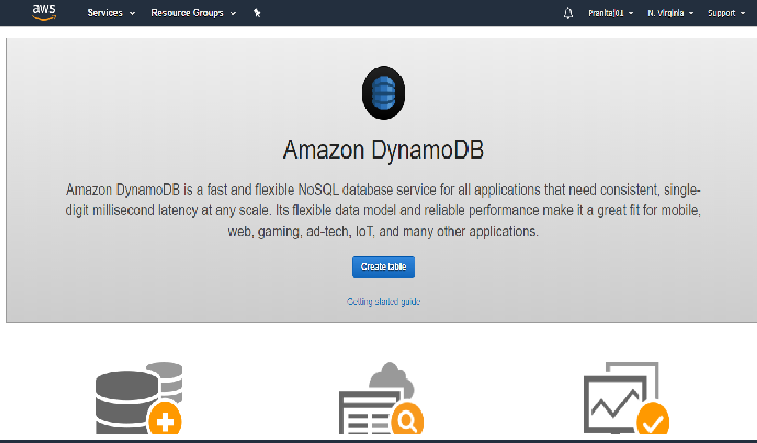 aws
Services Resource Groups Pranitaj01 N. Virginia Support
Amazon DynamoDB
Amazon DynamoDB is a fast and flexible NoSQL database service for all applications that need consistent, single-
digit millisecond latency at any scale. Its flexible data model and reliable performance make it a great fit for mobile,
web, gaming, ad-tech, IoT, and many other applications.
Create table
Getting started guide